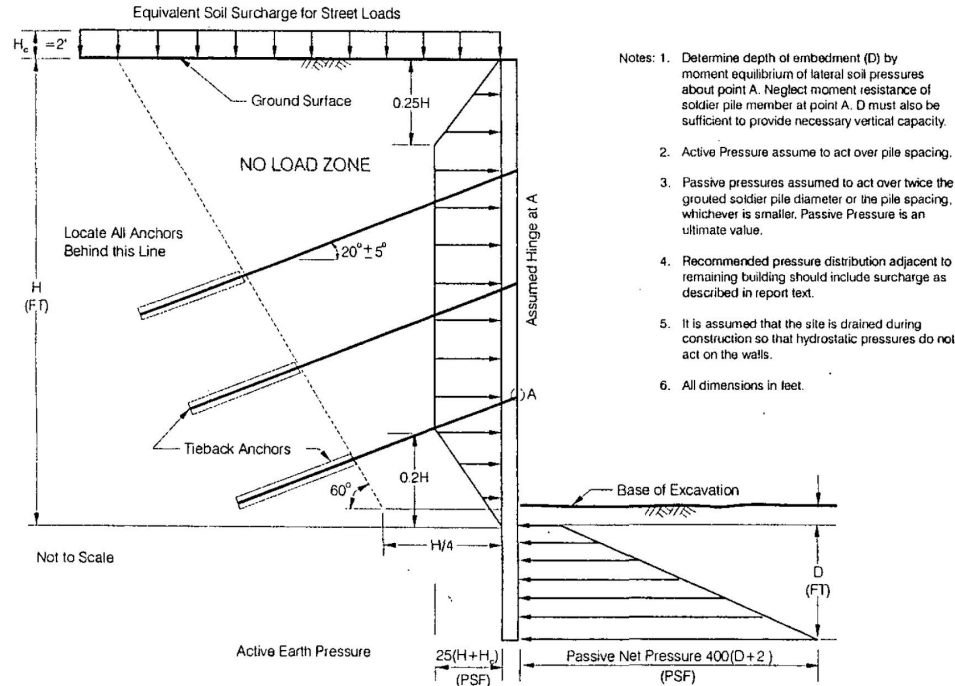 Equivalent Soil Surcharge for Street Loads
Hc =2'
Ground Surface
0.25H
NO LOAD ZONE
Locate All Anchors
Behind this Line
20° ± 5°
H
(FT)
Assumed Hinge at A
A
Tieback Anchors
0.2H
60°
Base of Excavation
H/4
Not to Scale
D
(FT)
Active Earth Pressure
25(H+Hc)
(PSF)
Passive Net Pressure 400(D+2)
(PSF)
Notes: 1. Determine depth of embedment (D) by
moment equilibrium of lateral soil pressures
about point A. Neglect moment resistance of
soldier pile member at point A. D must also be
sufficient to provide necessary vertical capacity.
2. Active Pressure assume to act over pile spacing.
3. Passive pressures assumed to act over twice the
grouted soldier pile diameter or the pile spacing,
whichever is smaller. Passive Pressure is an
ultimate value.
4. Recommended pressure distribution adjacent to
remaining building should include surcharge as
described in report text.
5. It is assumed that the site is drained during
construction so that hydrostatic pressures do not
act on the walls.
6. All dimensions in feet.